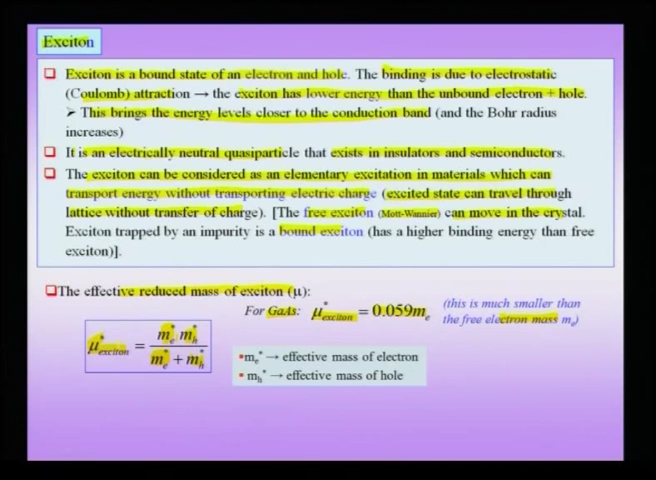 Exciton
❑ Exciton is a bound state of an electron and hole. The binding is due to electrostatic
(Coulomb) attraction → the exciton has lower energy than the unbound electron + hole.
➤ This brings the energy levels closer to the conduction band (and the Bohr radius
increases)
❑ It is an electrically neutral quasiparticle that exists in insulators and semiconductors.
❑ The exciton can be considered as an elementary excitation in materials which can
transport energy without transporting electric charge (excited state can travel through
lattice without transfer of charge). [The free exciton (Mott-Wannier) can move in the crystal.
Exciton trapped by an impurity is a bound exciton (has a higher binding energy than free
exciton)].
❑The effective reduced mass of exciton (μ):
For GaAs: μ*exciton = 0.059mₑ
(this is much smaller than
the free electron mass mₑ)
μ*exciton = mₑ* mₕ* / (mₑ* + mₕ*)
▪mₑ* → effective mass of electron
▪ mₕ* → effective mass of hole